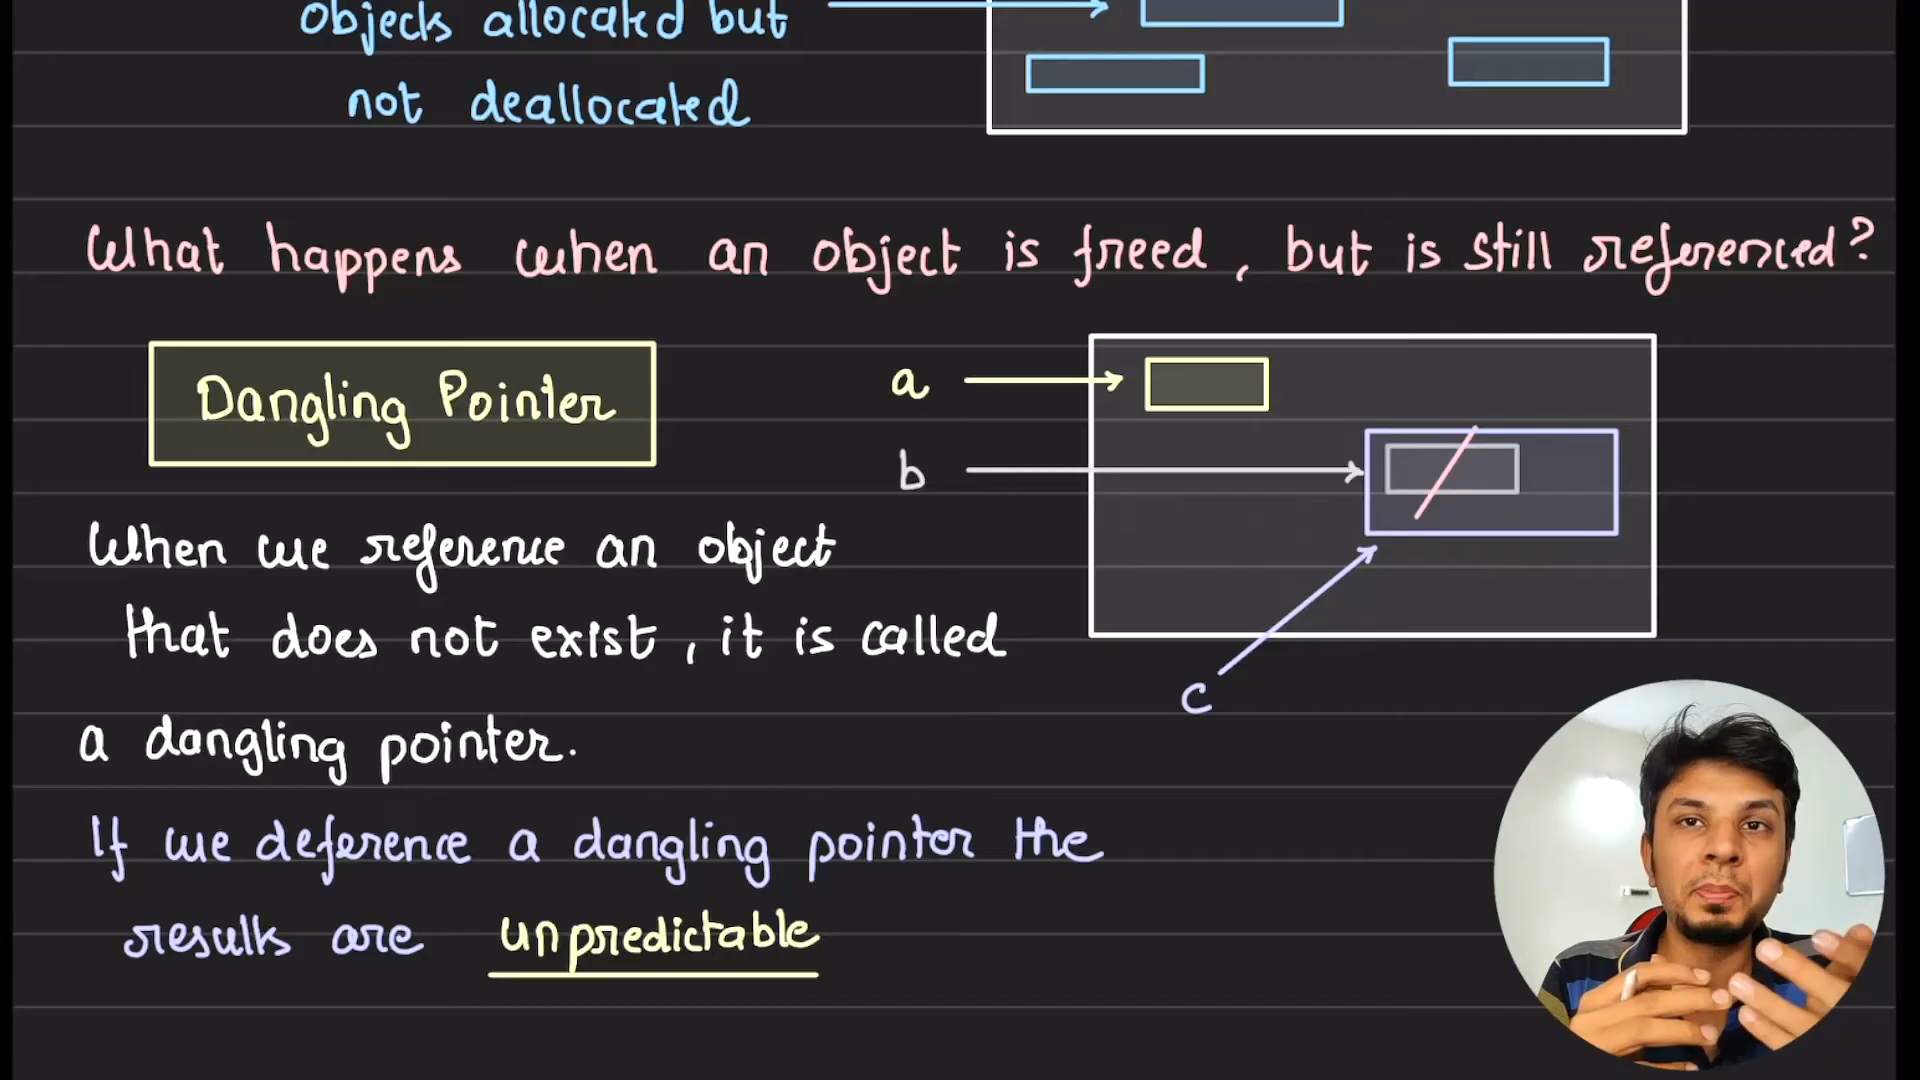 objects allocated but
not deallocated
What happens when an object is freed, but is still referenced?
Dangling Pointer
a
b
When we reference an object
that does not exist, it is called
c
a dangling pointer.
If we deference a dangling pointer the
results are unpredictable